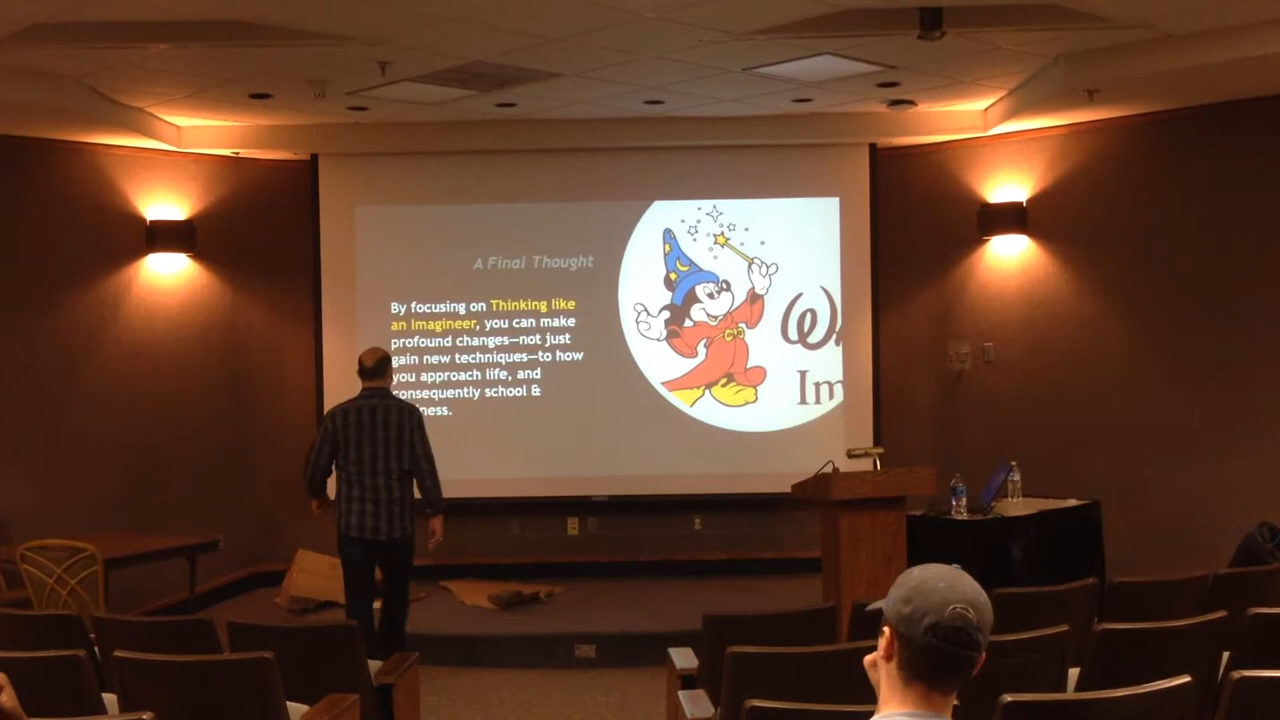 A Final Thought
By focusing on Thinking like
an Imagineer, you can make
profound changes—not just
gain new techniques—to how
you approach life, and
consequently school &
Im